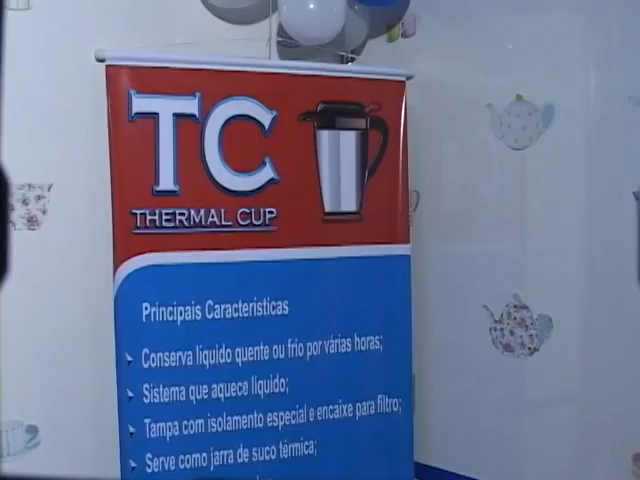 TC
THERMAL CUP
Principais Características
Conserva líquido quente ou frio por várias horas;
Sistema que aquece líquido;
Tampa com isolamento especial e encaixe para filtro;
Serve como jarra de suco térmica;